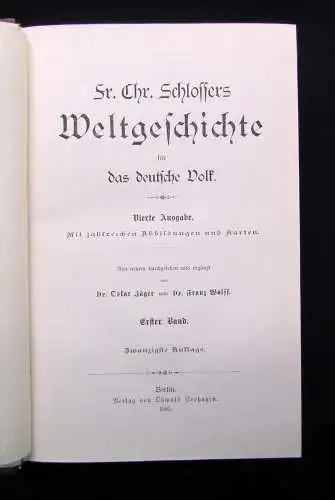 Fr. Chr. Schlossers
Weltgeschichte
für
das deutsche Volk.
Vierte Ausgabe.
Mit zahlreichen Abbildungen und Karten.
Von neuem durchgesehen und ergänzt
von
Dr. Oskar Jäger und Dr. Franz Wolff.
Erster Band.
Zwanzigste Auflage.
Berlin.
Verlag von Oswald Seehagen.